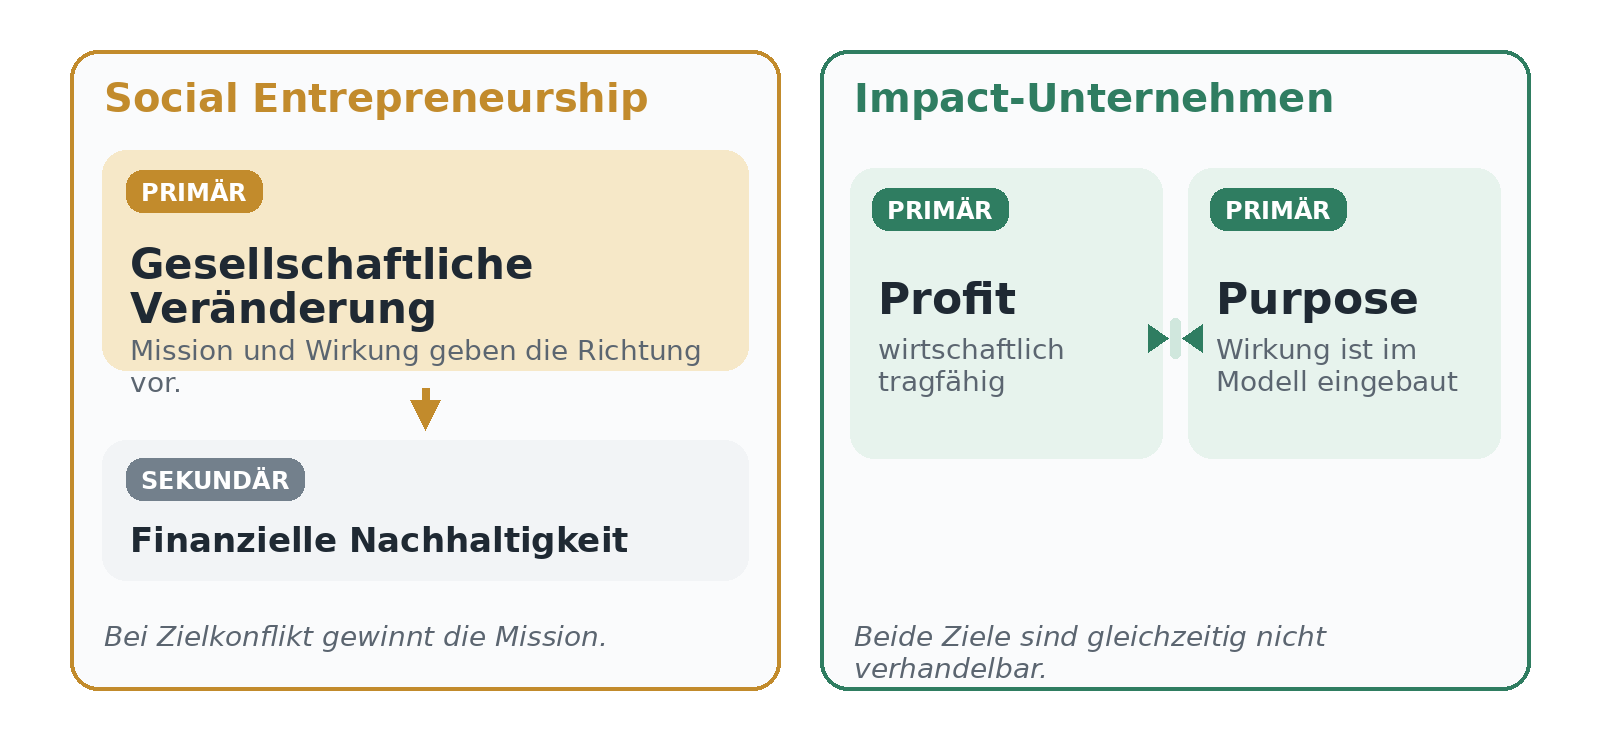 Social Entrepreneurship
PRIMÄR
Gesellschaftliche
Veränderung
Mission und Wirkung geben die Richtung
vor.
SEKUNDÄR
Finanzielle Nachhaltigkeit
Bei Zielkonflikt gewinnt die Mission.
Impact-Unternehmen
PRIMÄR
Profit
wirtschaftlich
tragfähig
PRIMÄR
Purpose
Wirkung ist im
Modell eingebaut
Beide Ziele sind gleichzeitig nicht
verhandelbar.